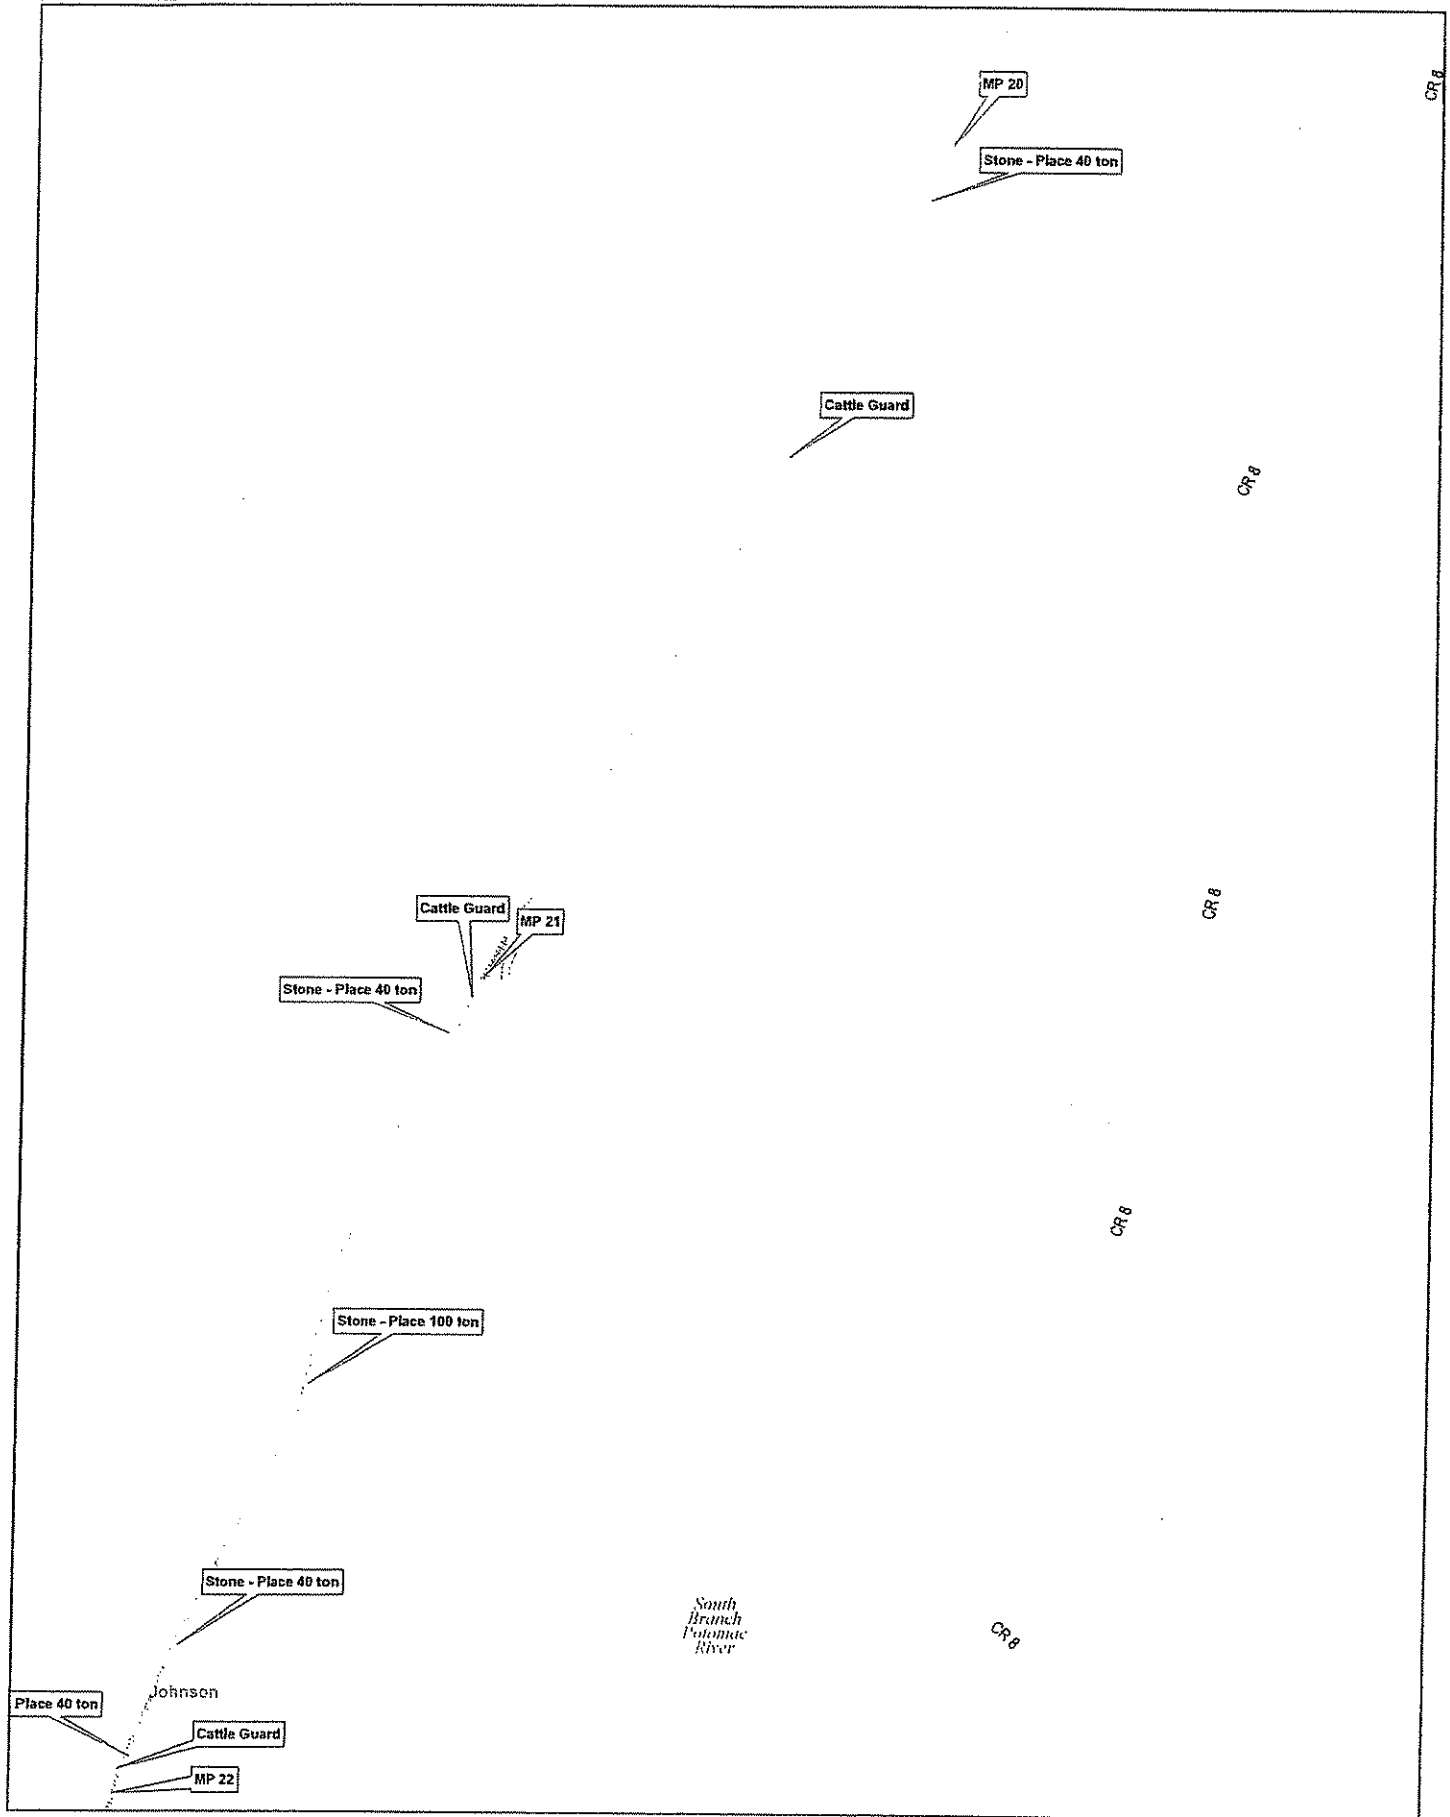 MP 20
CR 8
Stone - Place 40 ton
Cattle Guard
CR 8
Cattle Guard
MP 21
CR 8
Stone - Place 40 ton
CR 8
Stone - Place 100 ton
Stone - Place 40 ton
South
Branch
Potomac
River
CR 8
Johnson
Place 40 ton
Cattle Guard
MP 22